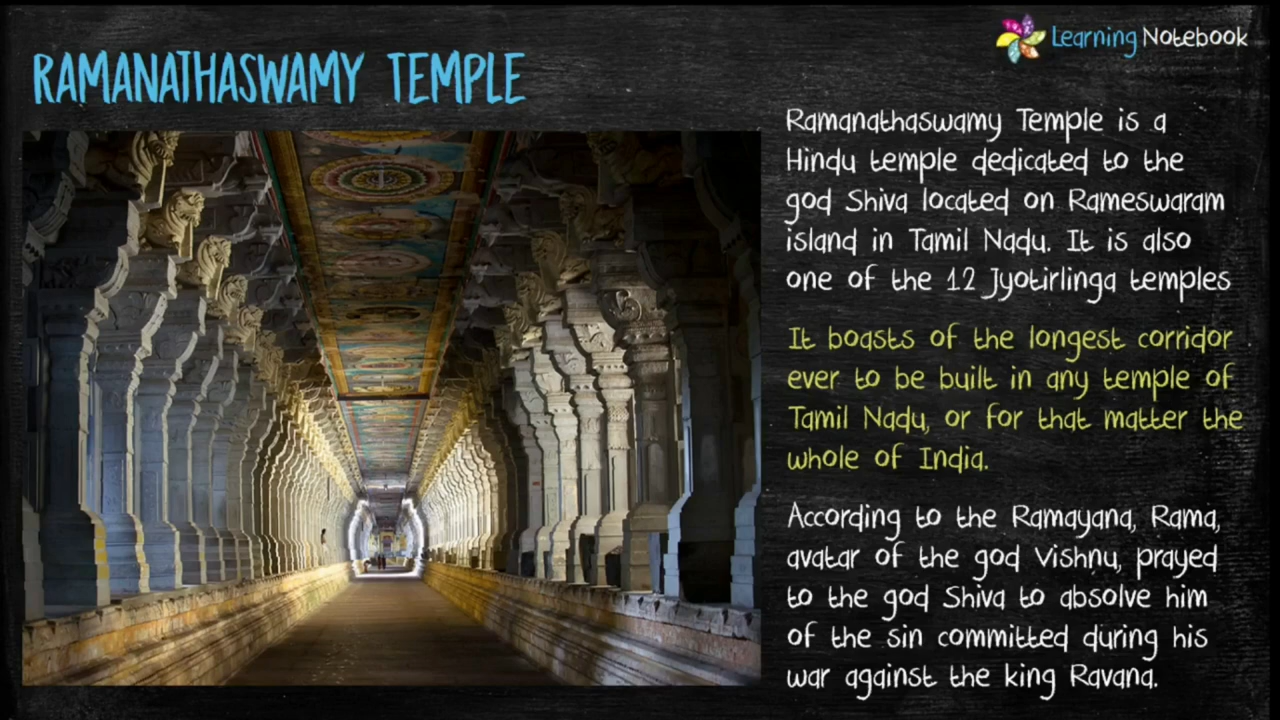 Learning Notebook
RAMANATHASWAMY TEMPLE
Ramanathaswamy Temple is a
Hindu temple dedicated to the
god Shiva located on Rameswaram
island in Tamil Nadu. It is also
one of the 12 Jyotirlinga temples
It boasts of the longest corridor
ever to be built in any temple of
Tamil Nadu, or for that matter the
whole of India.
According to the Ramayana, Rama,
avatar of the god Vishnu, prayed
to the god Shiva to absolve him
of the sin committed during his
war against the king Ravana.